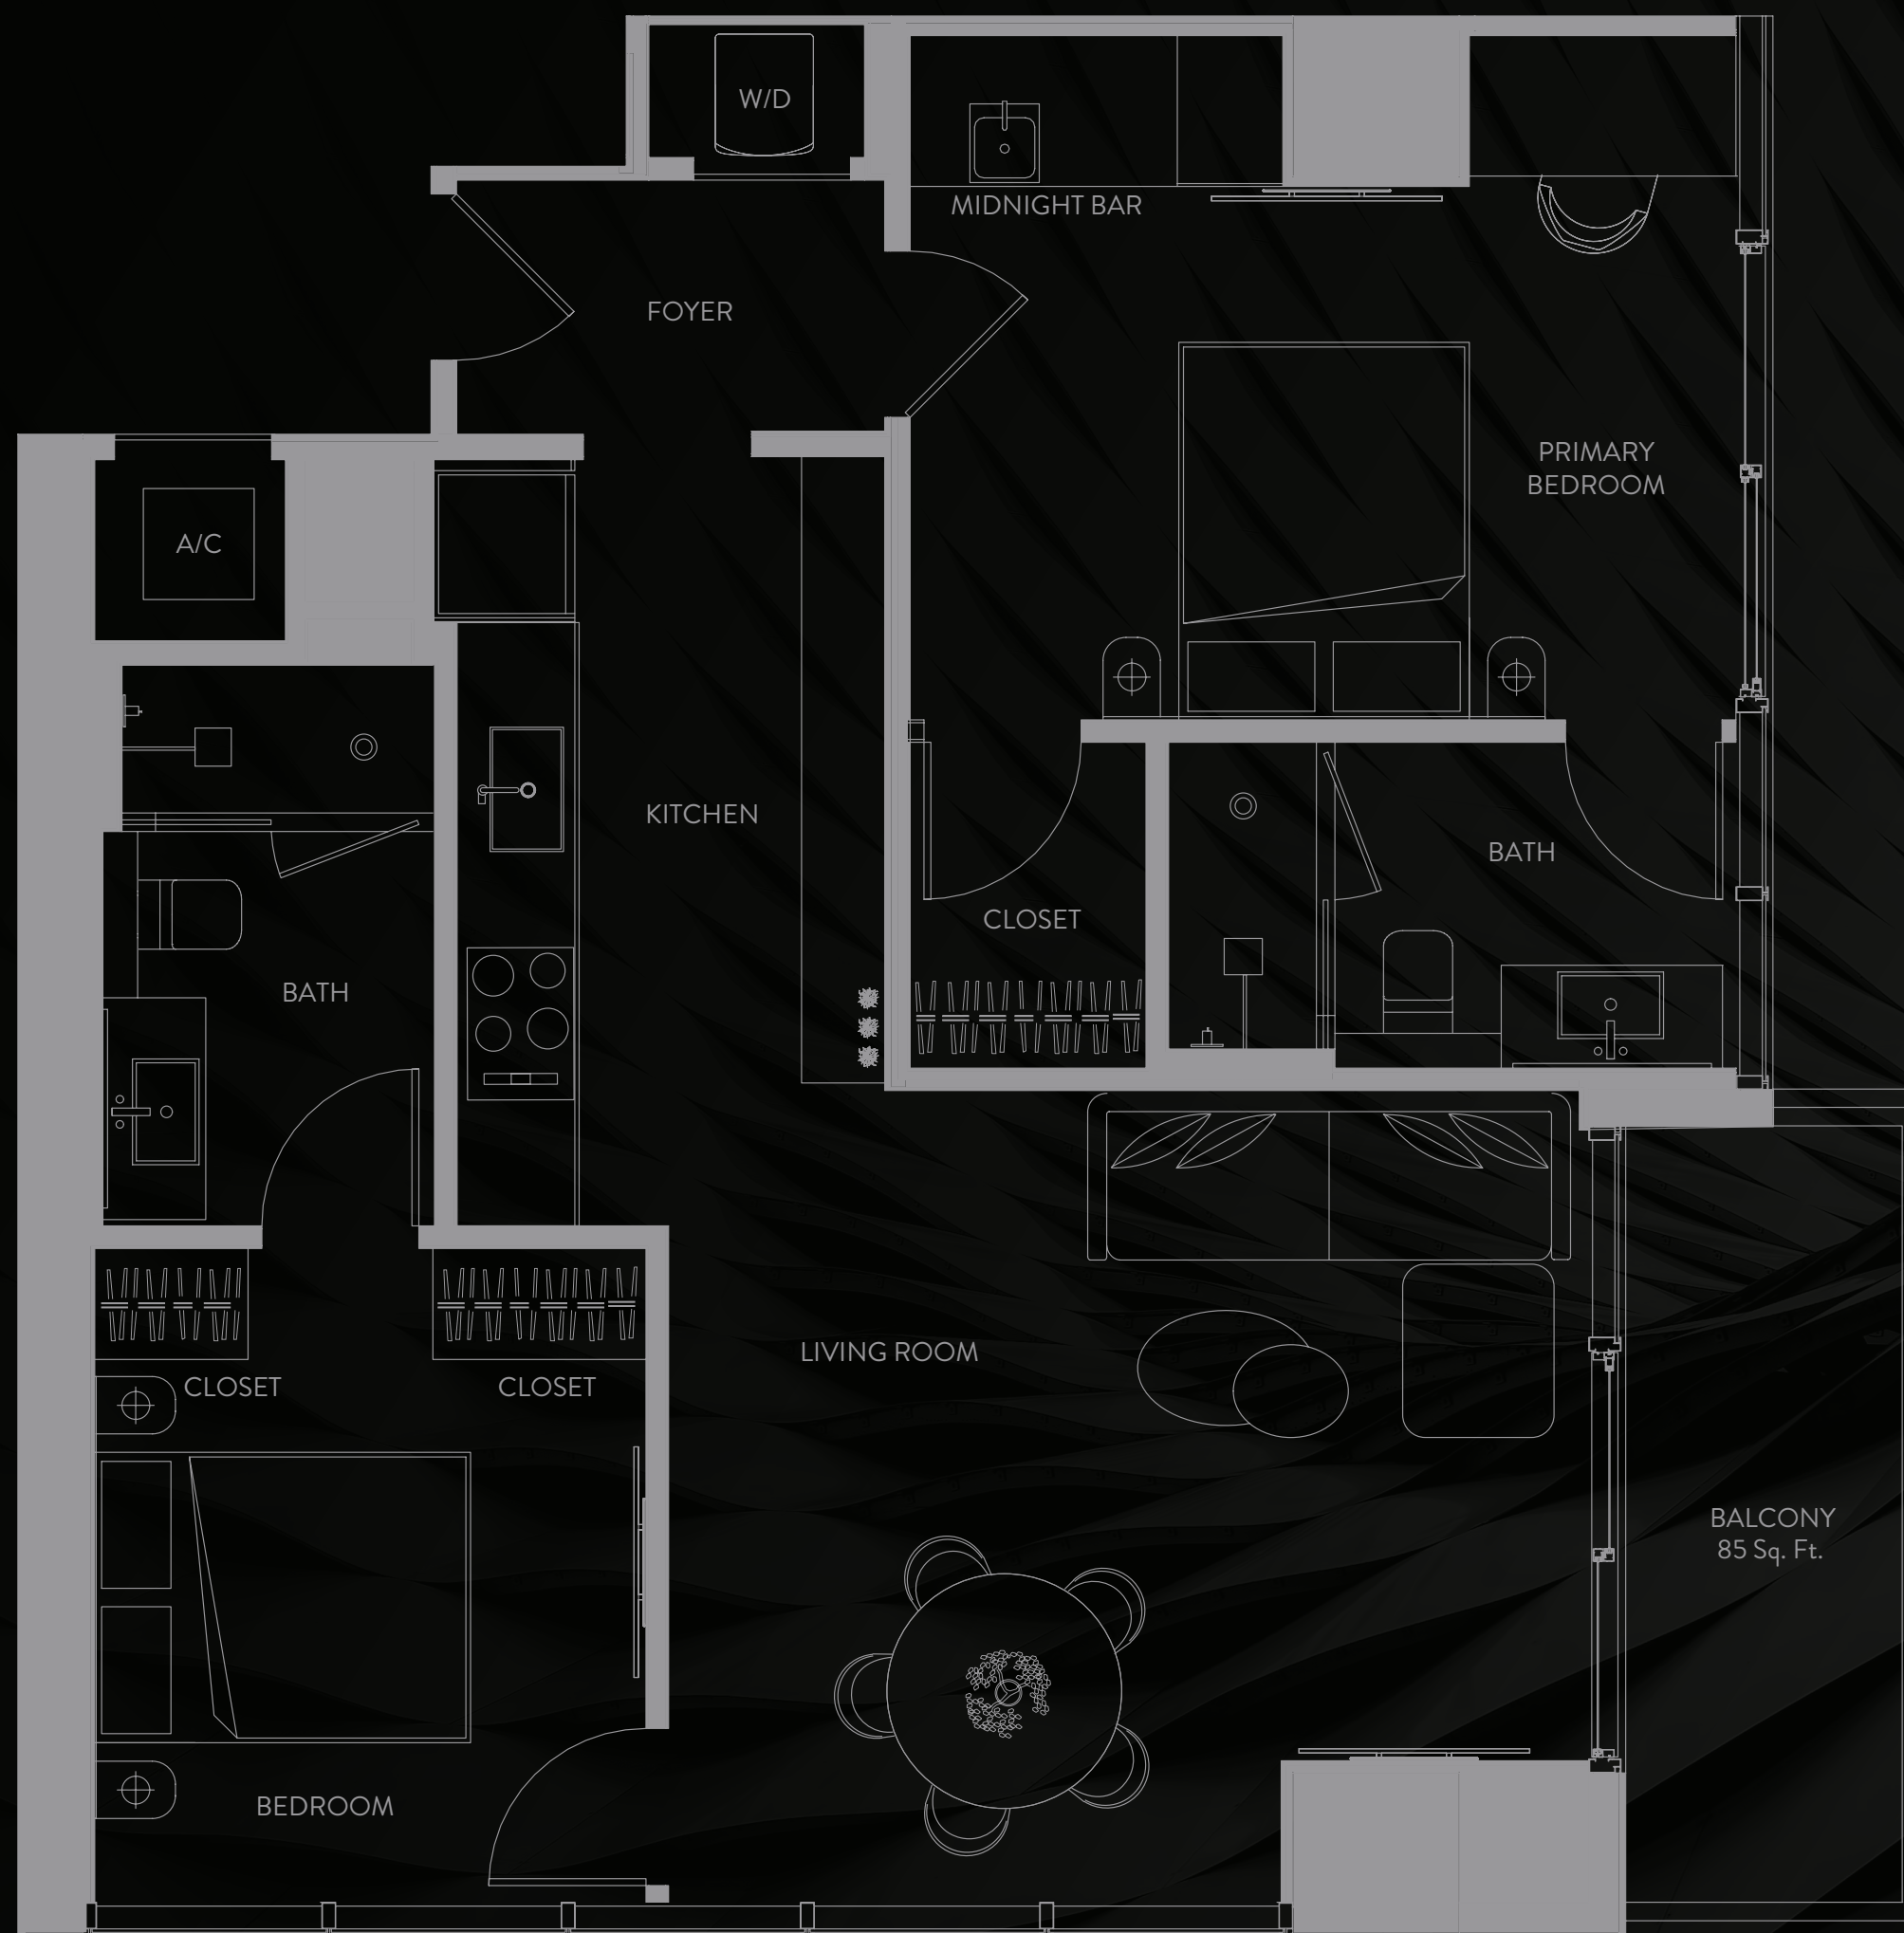 W/D
MIDNIGHT BAR
FOYER
PRIMARY
BEDROOM
A/C
KITCHEN
BATH
CLOSET
BATH
LIVING ROOM
CLOSET
CLOSET
BALCONY
85 Sq. Ft.
BEDROOM